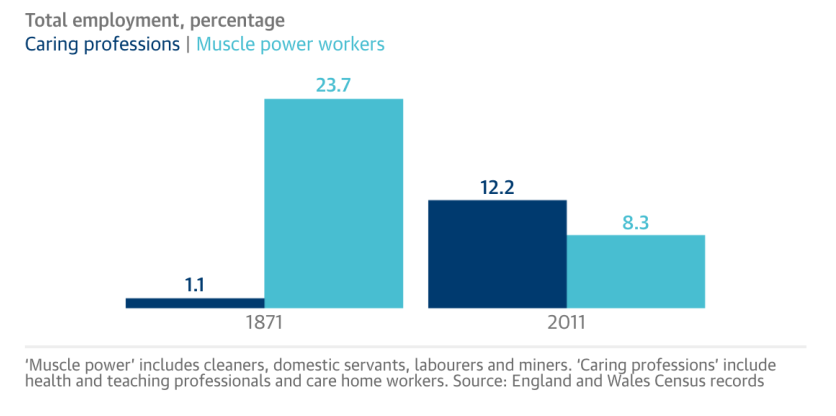 Total employment, percentage
Caring professions | Muscle power workers
23.7
12.2
8.3
1.1
1871
2011
‘Muscle power’ includes cleaners, domestic servants, labourers and miners. ‘Caring professions’ include
health and teaching professionals and care home workers. Source: England and Wales Census records